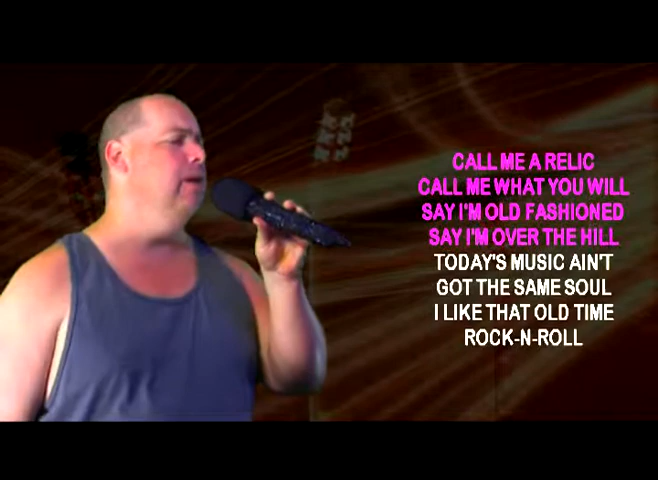 CALL ME A RELIC
CALL ME WHAT YOU WILL
SAY I'M OLD FASHIONED
SAY I'M OVER THE HILL
TODAY'S MUSIC AIN'T
GOT THE SAME SOUL
I LIKE THAT OLD TIME
ROCK-N-ROLL